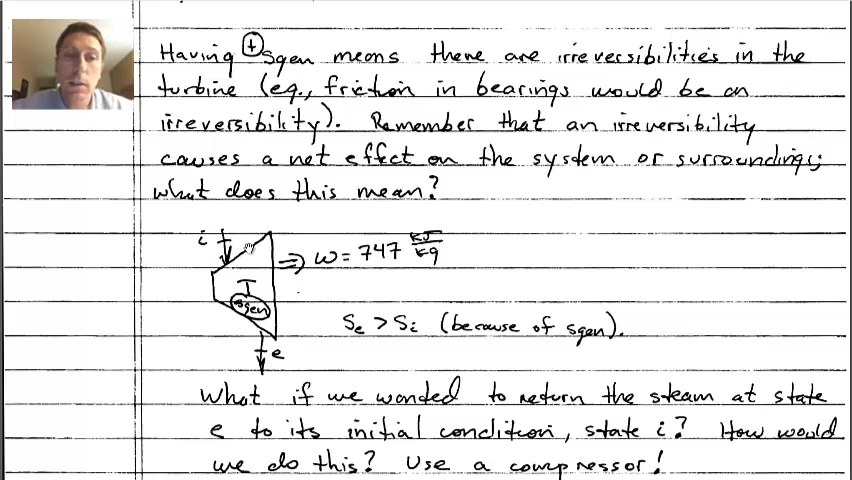 Having + sgen means there are irreversibilities in the
turbine (eg., friction in bearings would be an
irreversibility). Remember that an irreversibility
causes a net effect on the system or surroundings;
what does this mean?
i
⇒ w = 747 kJ/kg
T
sgen
Se > Si (because of sgen).
e
What if we wanded to return the steam at state
e to its initial condition, state i? How would
we do this? Use a compressor!